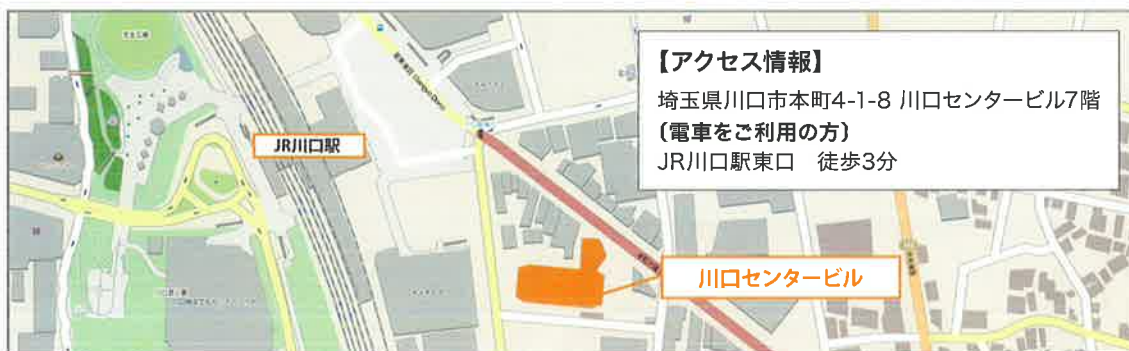 【アクセス情報】
埼玉県川口市本町4-1-8 川口センタービル7階
〔電車をご利用の方〕
JR川口駅東口　徒歩3分
JR川口駅
川口センタービル